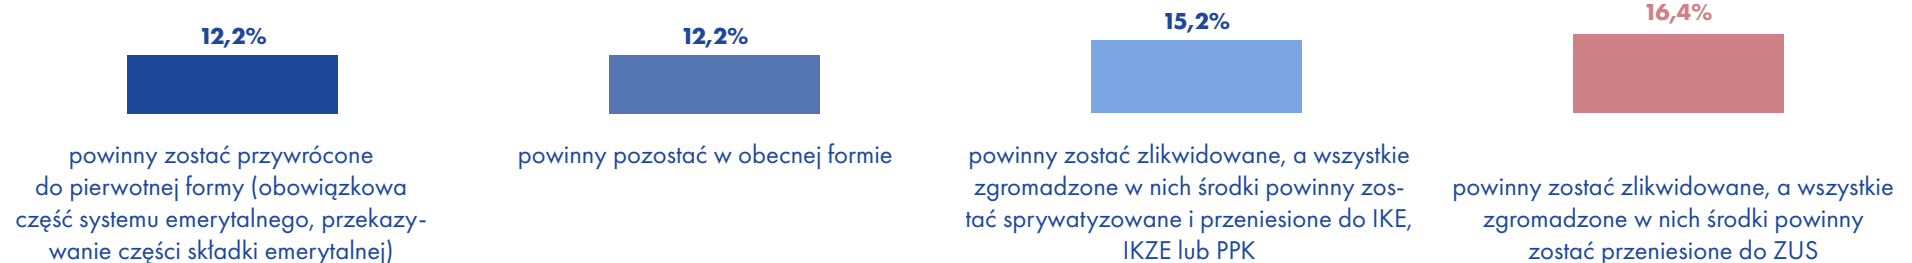 12,2%
powinny zostać przywrócone
do pierwotnej formy (obowiązkowa
część systemu emerytalnego, przekazy-
wanie części składki emerytalnej)
12,2%
powinny pozostać w obecnej formie
15,2%
powinny zostać zlikwidowane, a wszystkie
zgromadzone w nich środki powinny zos-
tać sprywatyzowane i przeniesione do IKE,
IKZE lub PPK
16,4%
powinny zostać zlikwidowane, a wszystkie
zgromadzone w nich środki powinny
zostać przeniesione do ZUS